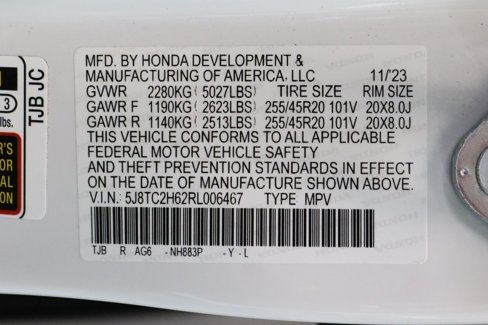 MFD. BY HONDA DEVELOPMENT &
MANUFACTURING OF AMERICA, LLC 11/'23
GVWR 2280KG (5027LBS) TIRE SIZE RIM SIZE
GAWR F 1190KG (2623LBS) 255/45R20 101V 20X8.0J
GAWR R 1140KG (2513LBS) 255/45R20 101V 20X8.0J
THIS VEHICLE CONFORMS TO ALL APPLICABLE
FEDERAL MOTOR VEHICLE SAFETY
AND THEFT PREVENTION STANDARDS IN EFFECT
ON THE DATE OF MANUFACTURE SHOWN ABOVE.
V.I.N.: 5J8TC2H62RL006467 TYPE MPV
TJB R AG6 -NH883P -Y-L
TJB JC
3
lbs.